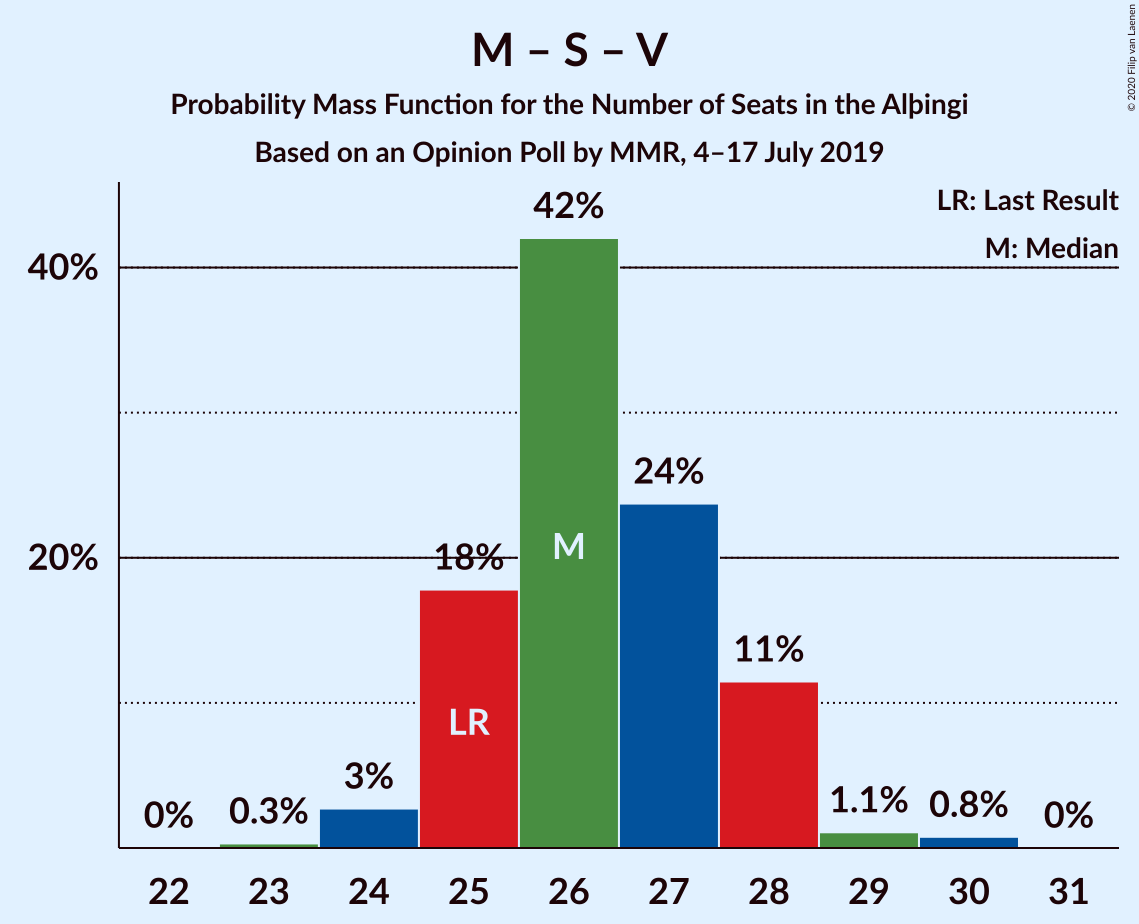 M – S – V
Probability Mass Function for the Number of Seats in the Alþingi
Based on an Opinion Poll by MMR, 4–17 July 2019
© 2020 Filip van Laenen
LR: Last Result
M: Median
42%
40%
24%
M
20%
18%
11%
LR
3%
0%
0.3%
1.1%
0.8%
0%
22 23 24 25 26 27 28 29 30 31